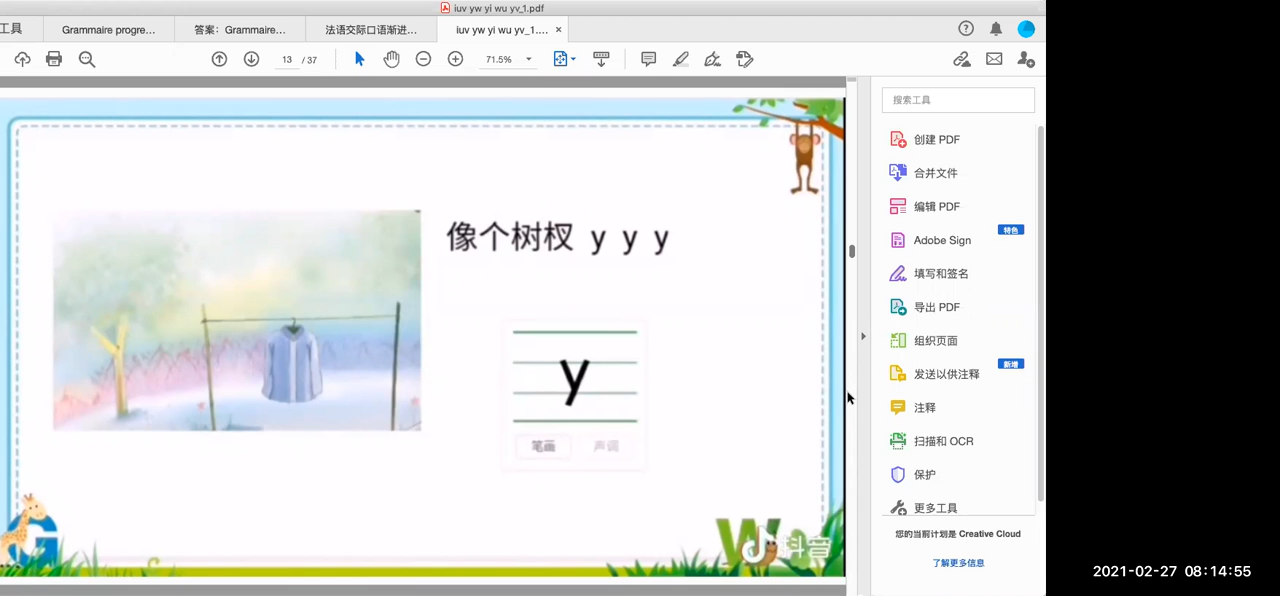 iuv yw yi wu yv_1.pdf
工具
Grammaire progre...
答案：Grammaire...
法语交际口语渐进...
iuv yw yi wu yv_1....
13 / 37
71.5%
搜索工具
像个树杈 y y y
y
笔画
声调
抖音
创建 PDF
合并文件
编辑 PDF
Adobe Sign
特色
填写和签名
导出 PDF
组织页面
发送以供注释
新增
注释
扫描和 OCR
保护
更多工具
您的当前计划是 Creative Cloud
了解更多信息
2021-02-27 08:14:55